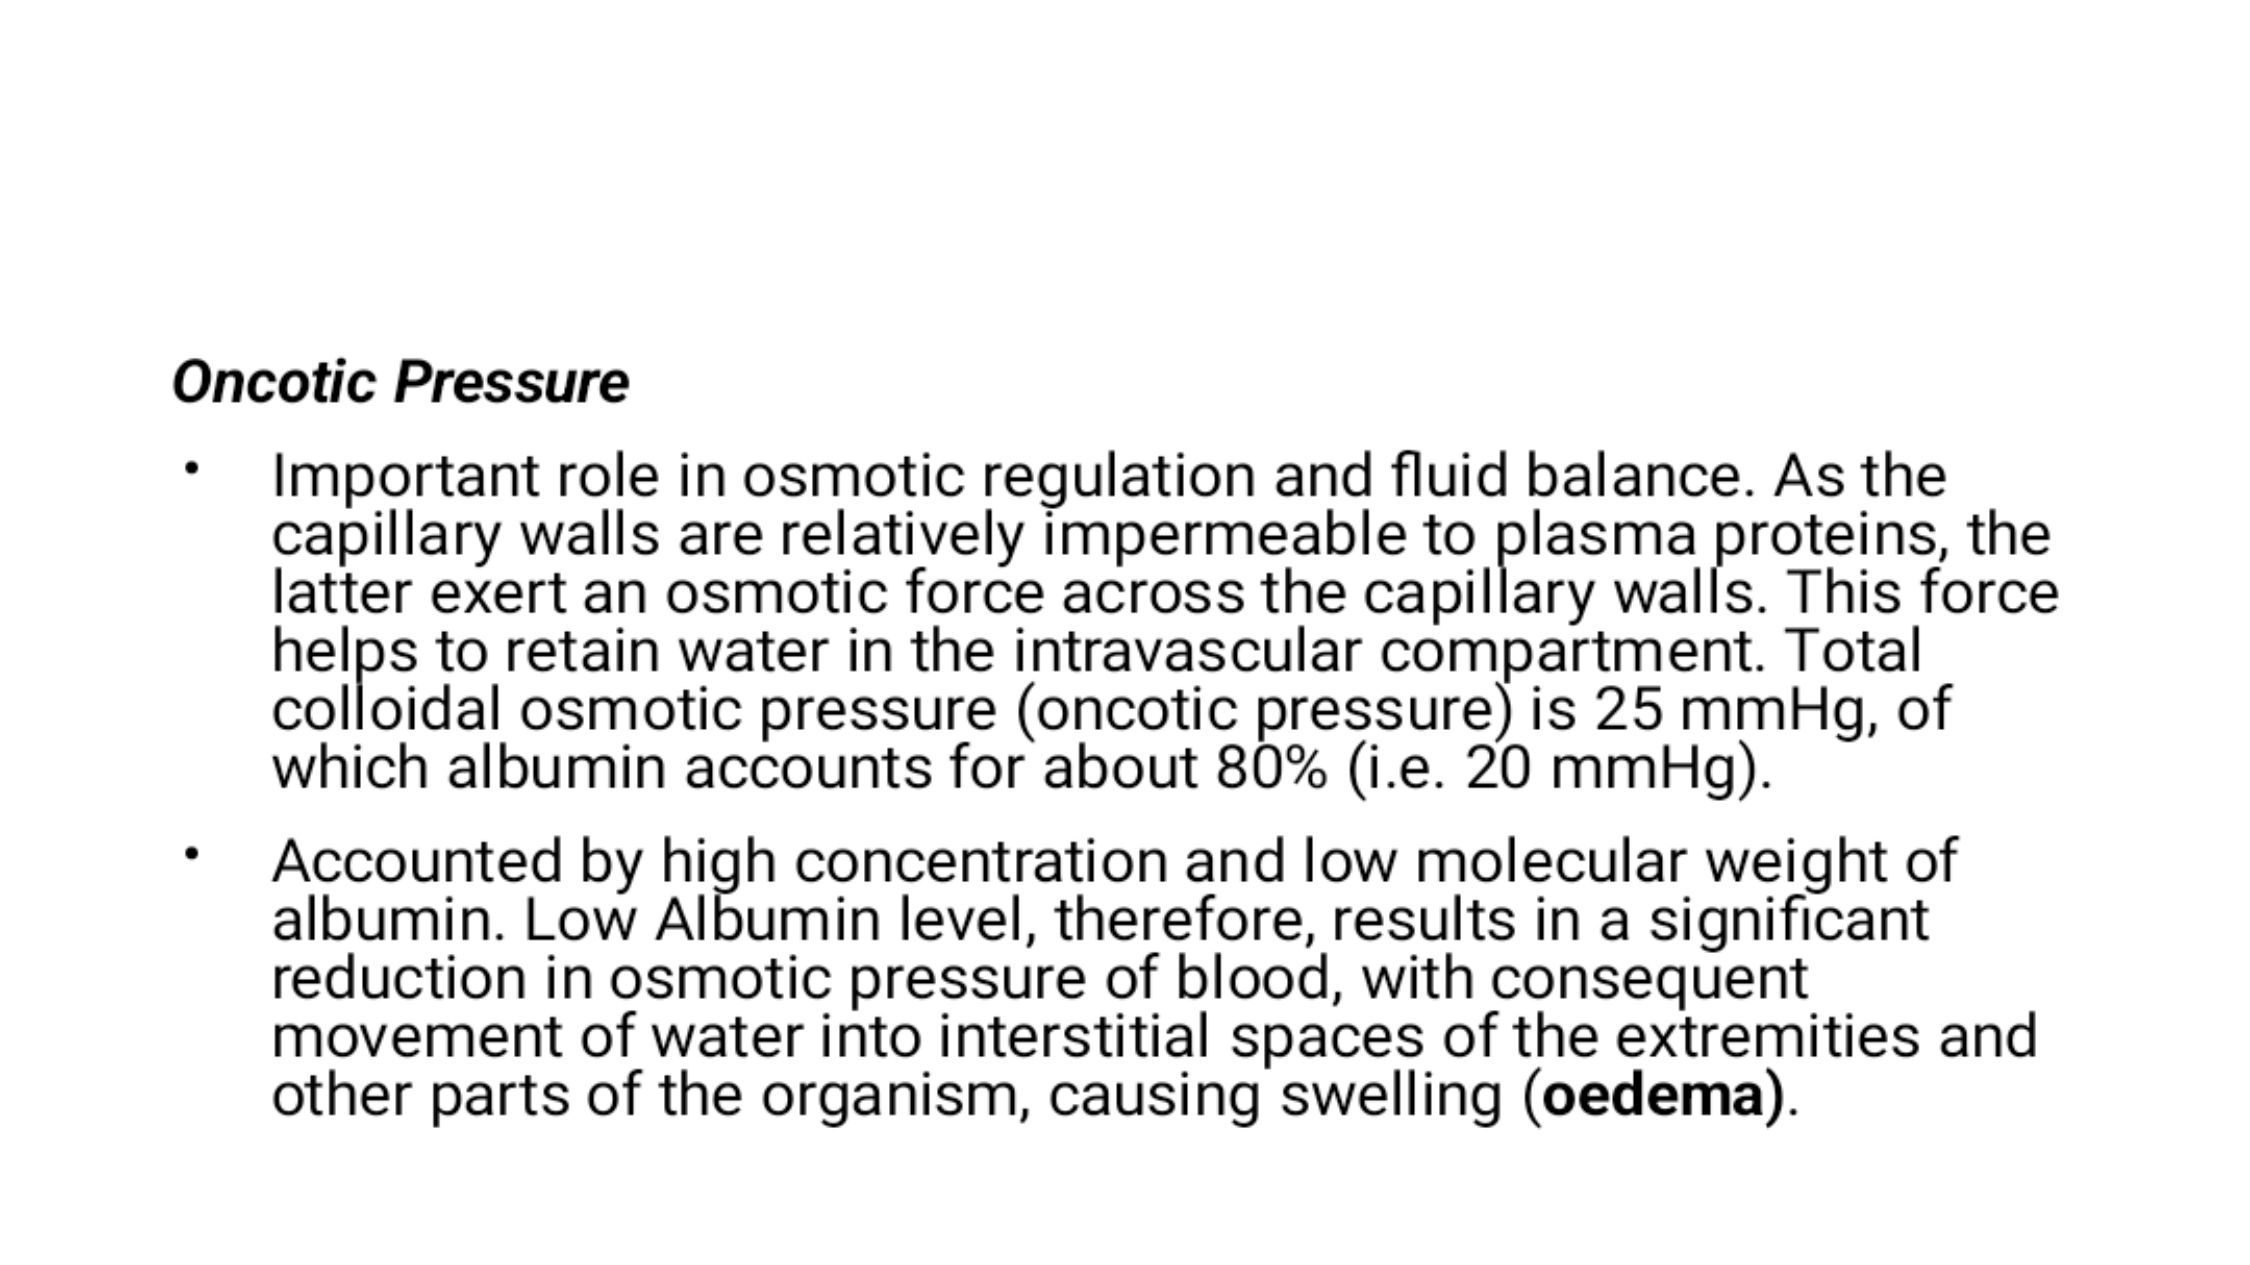 Oncotic Pressure
• Important role in osmotic regulation and fluid balance. As the
capillary walls are relatively impermeable to plasma proteins, the
latter exert an osmotic force across the capillary walls. This force
helps to retain water in the intravascular compartment. Total
colloidal osmotic pressure (oncotic pressure) is 25 mmHg, of
which albumin accounts for about 80% (i.e. 20 mmHg).
• Accounted by high concentration and low molecular weight of
albumin. Low Albumin level, therefore, results in a significant
reduction in osmotic pressure of blood, with consequent
movement of water into interstitial spaces of the extremities and
other parts of the organism, causing swelling (oedema).